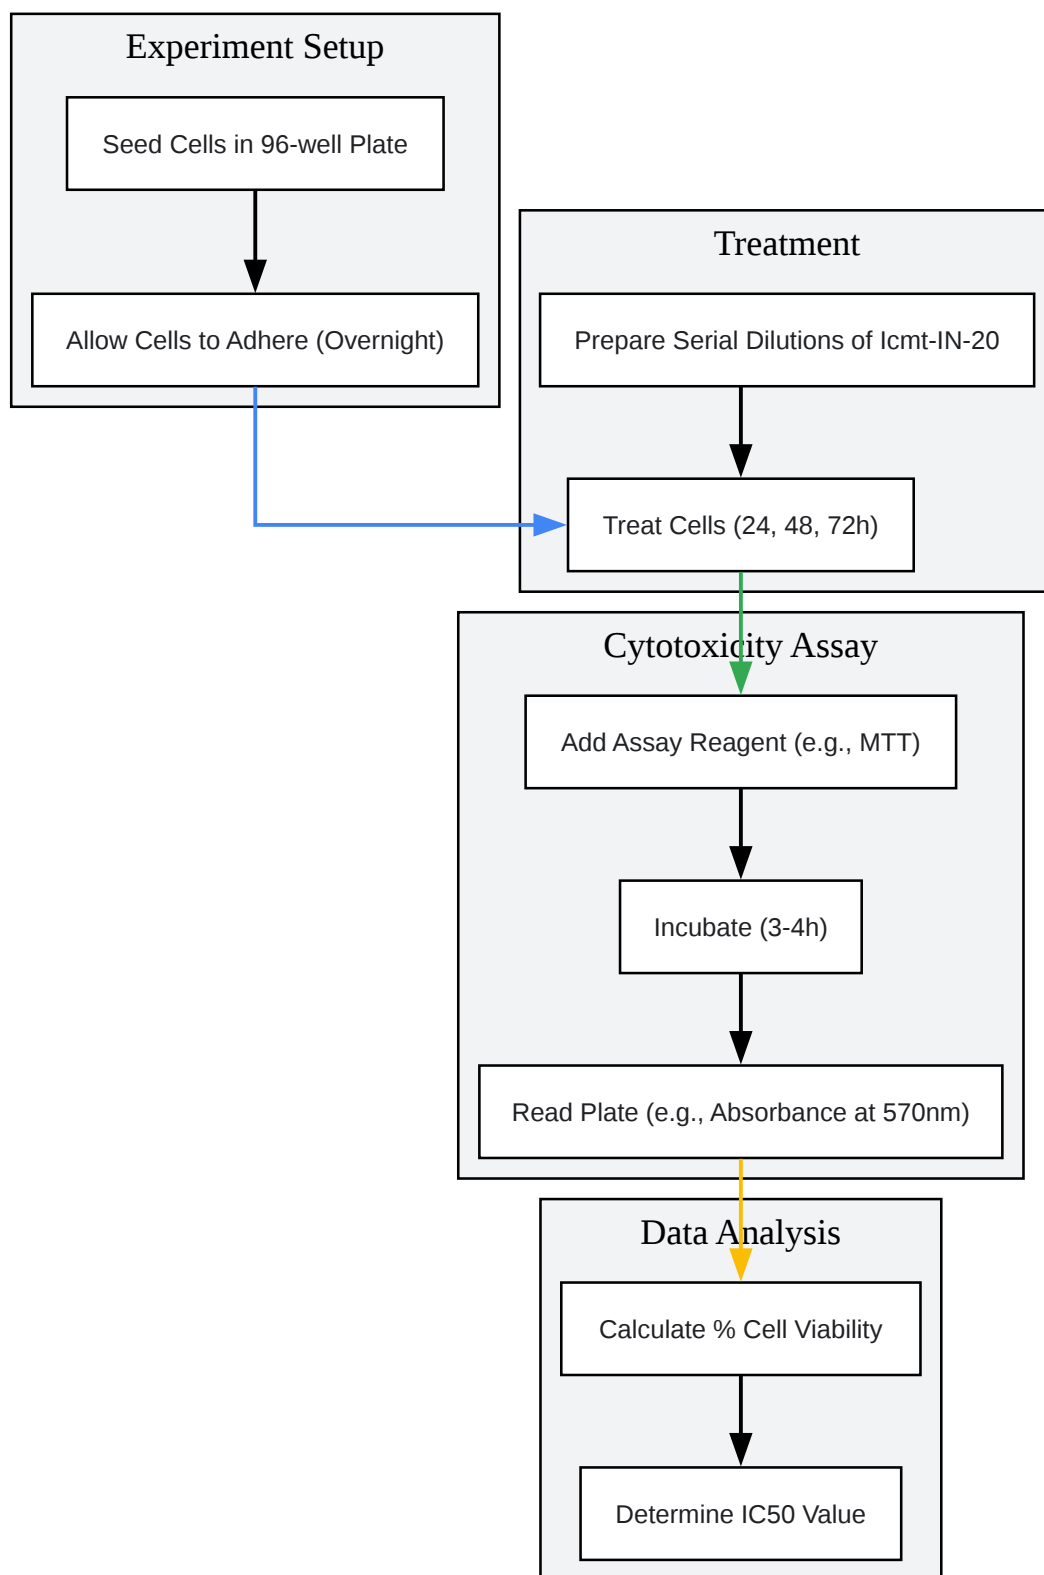 Experiment Setup
Seed Cells in 96-well Plate
Allow Cells to Adhere (Overnight)
Treatment
Prepare Serial Dilutions of Icmt-IN-20
Treat Cells (24, 48, 72h)
Cytotoxicity Assay
Add Assay Reagent (e.g., MTT)
Incubate (3-4h)
Read Plate (e.g., Absorbance at 570nm)
Data Analysis
Calculate % Cell Viability
Determine IC50 Value